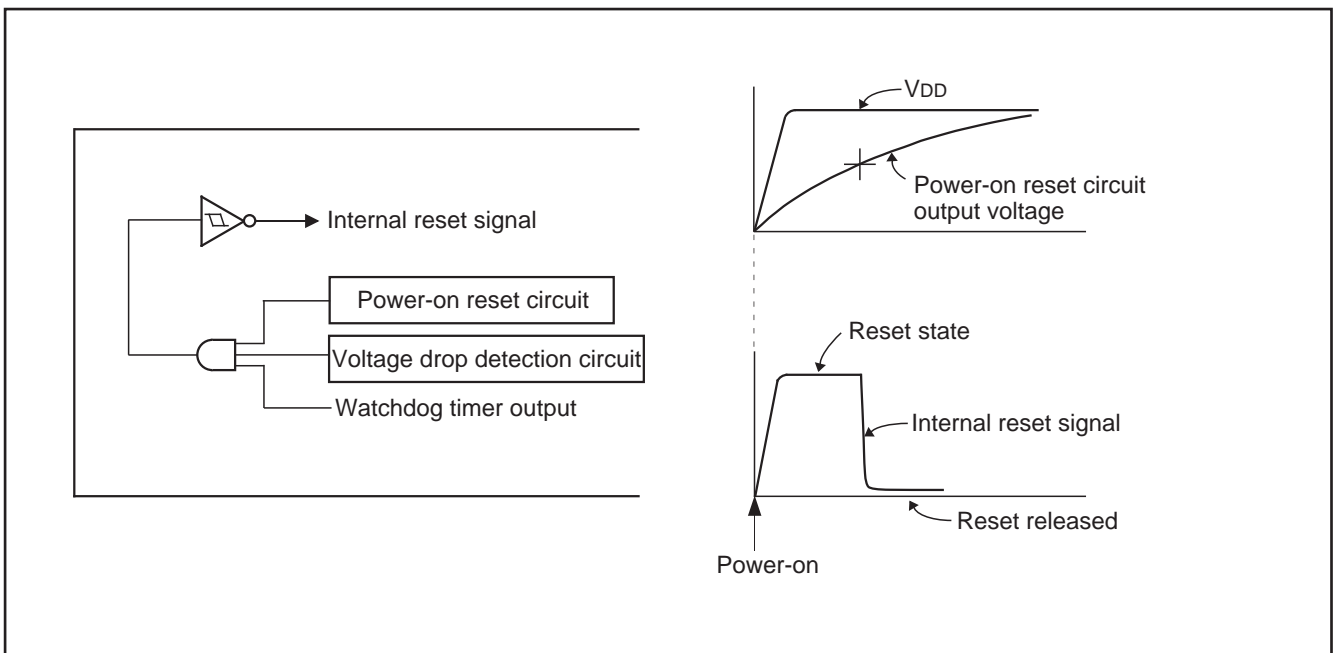 Internal reset signal
Power-on reset circuit
Voltage drop detection circuit
Watchdog timer output
VDD
Power-on reset circuit
output voltage
Reset state
Internal reset signal
Reset released
Power-on